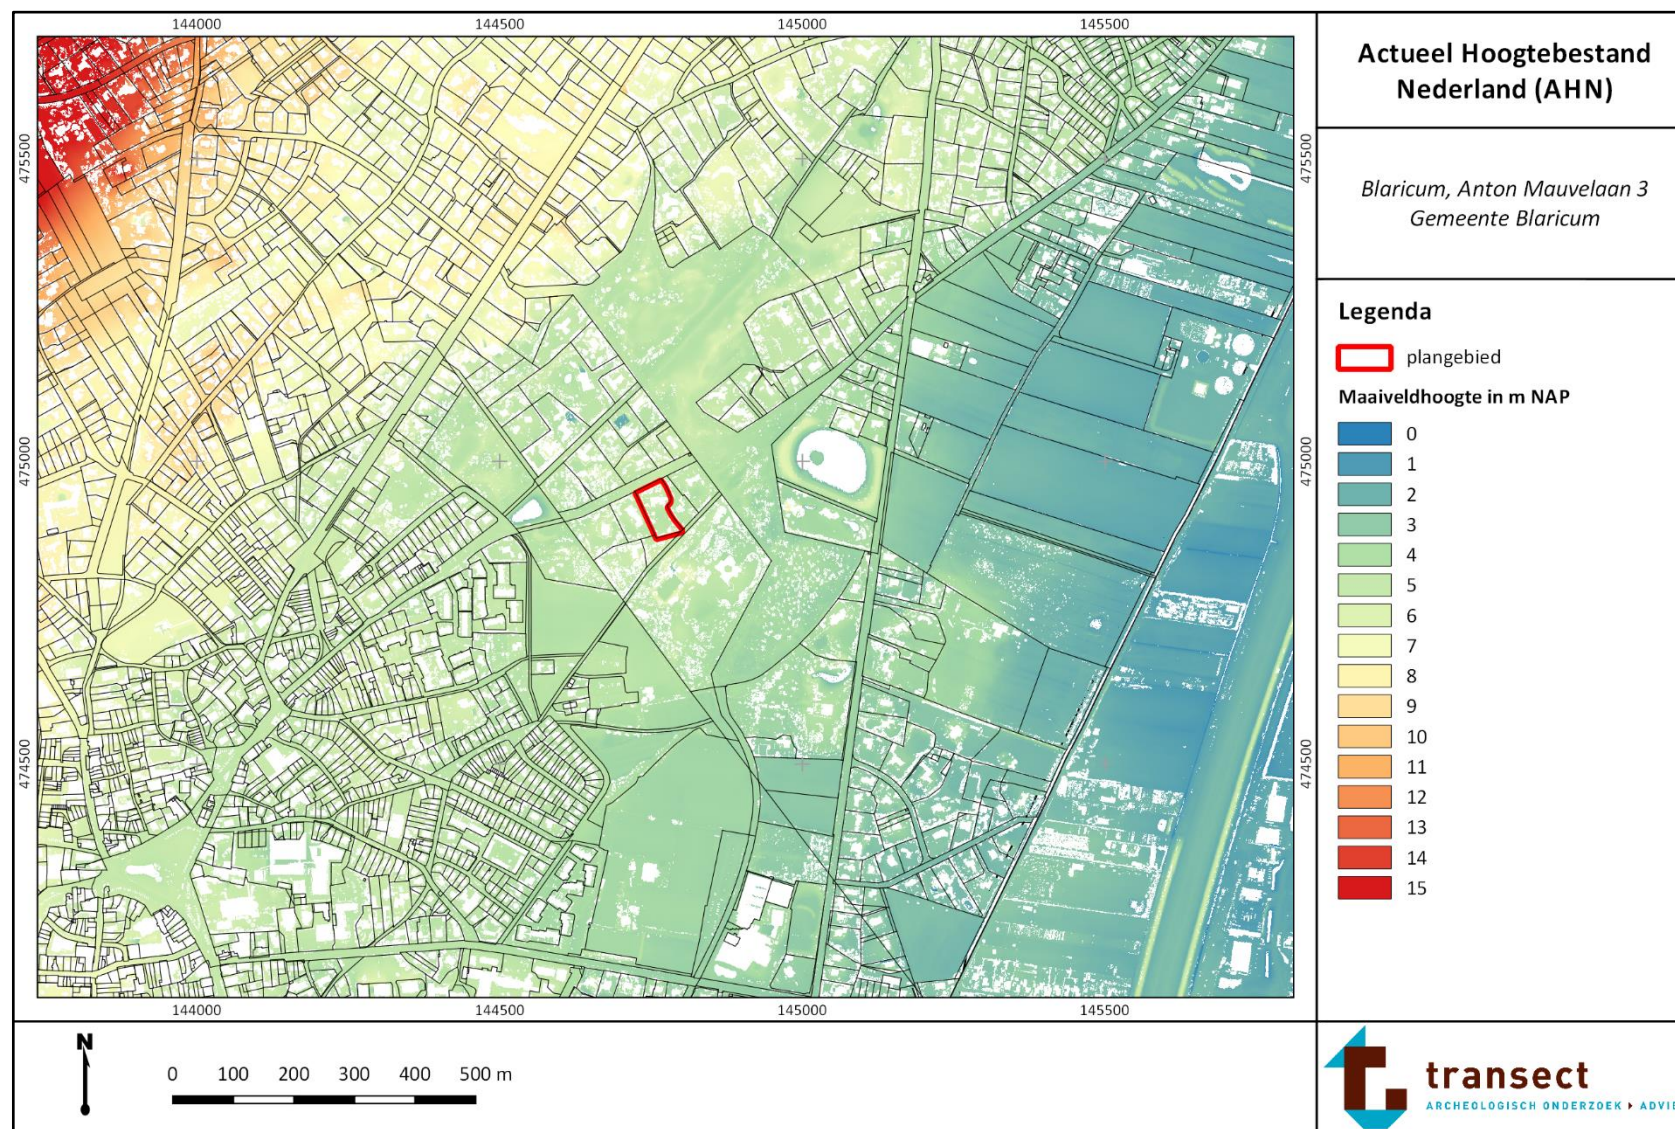 144000 144500 145000 145500
475500 475500
475000 475000
474500 474500
144000 144500 145000 145500
N
0 100 200 300 400 500 m
Actueel Hoogtebestand
Nederland (AHN)
Blaricum, Anton Mauvelaan 3
Gemeente Blaricum
Legenda
plangebied
Maaiveldhoogte in m NAP
0
1
2
3
4
5
6
7
8
9
10
11
12
13
14
15
transect
ARCHEOLOGISCH ONDERZOEK ▸ ADVIE